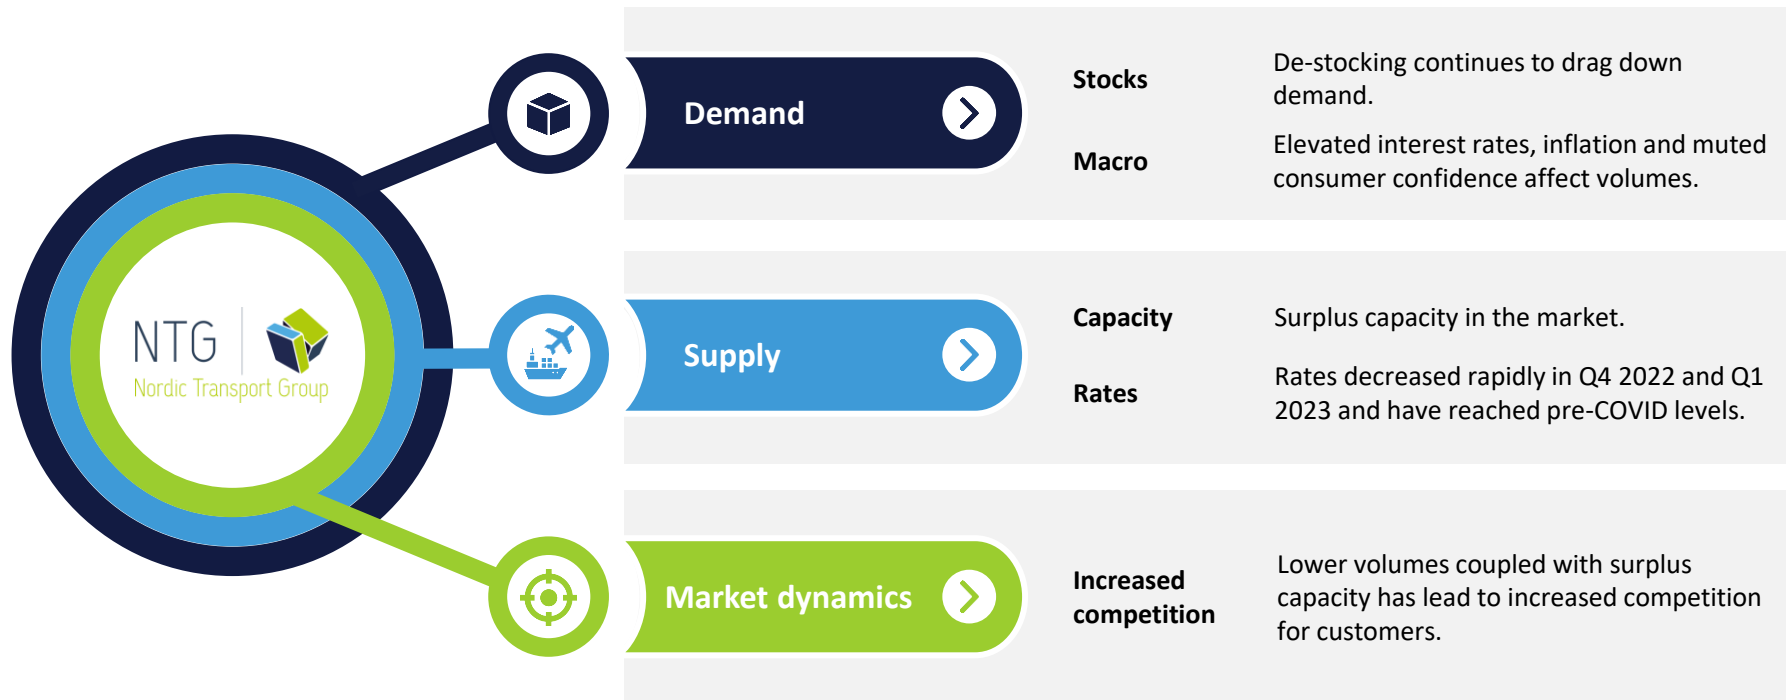 NTG
Nordic Transport Group
Demand
Stocks
De-stocking continues to drag down
demand.
Macro
Elevated interest rates, inflation and muted
consumer confidence affect volumes.
Supply
Capacity
Surplus capacity in the market.
Rates
Rates decreased rapidly in Q4 2022 and Q1
2023 and have reached pre-COVID levels.
Market dynamics
Increased
competition
Lower volumes coupled with surplus
capacity has lead to increased competition
for customers.